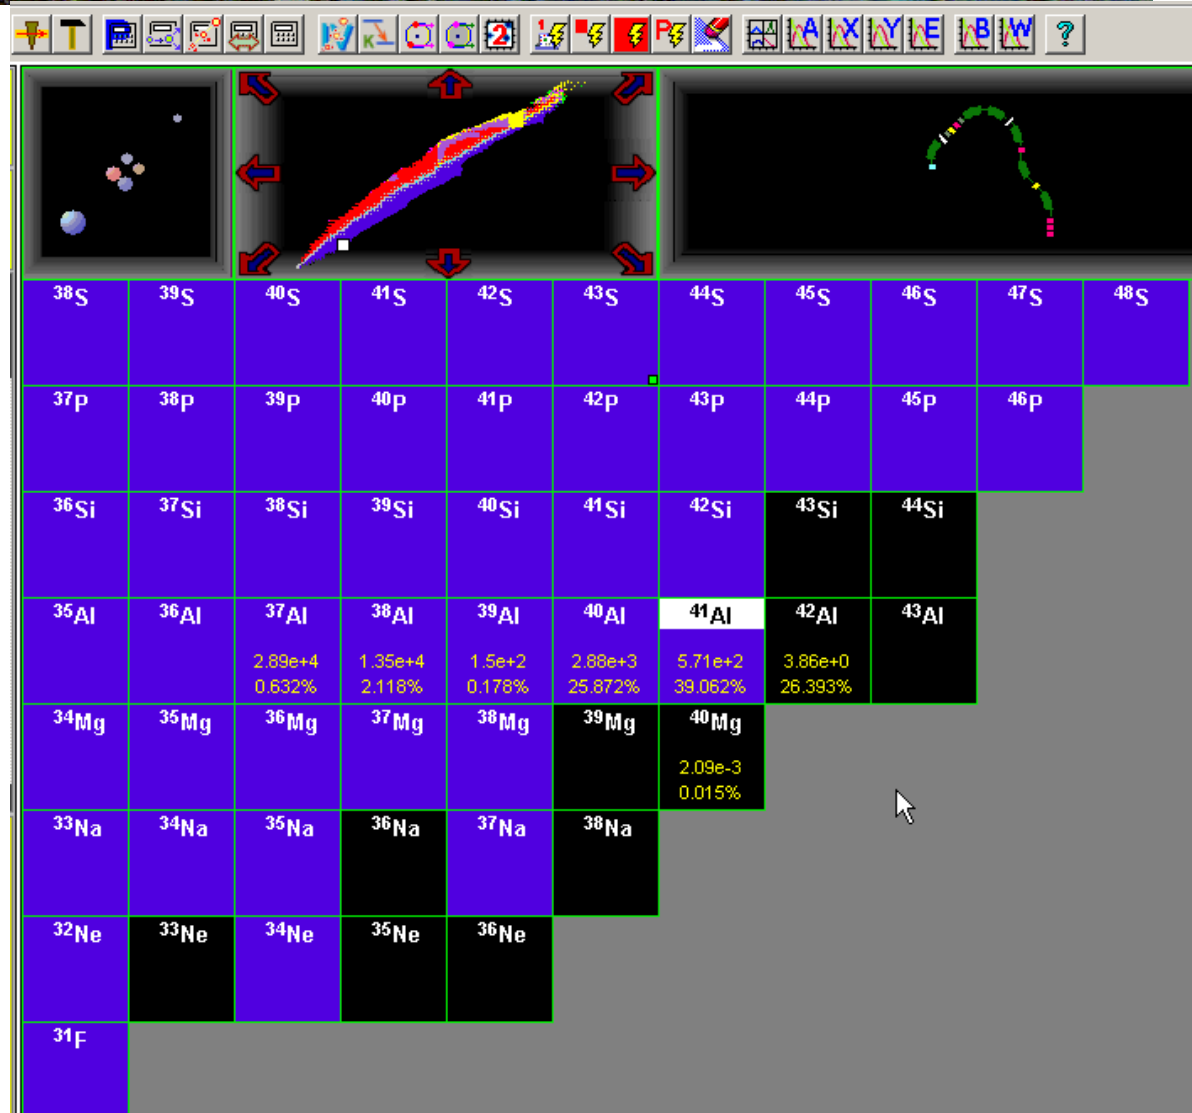 1 P
2 A X Y E B W ?
38S 39S 40S 41S 42S 43S 44S 45S 46S 47S 48S
37P 38P 39P 40P 41P 42P 43P 44P 45P 46P
36Si 37Si 38Si 39Si 40Si 41Si 42Si 43Si 44Si
35Al 36Al 37Al 38Al 39Al 40Al 41Al 42Al 43Al
2.89e+4 1.35e+4 1.5e+2 2.88e+3 5.71e+2 3.86e+0
0.632% 2.118% 0.178% 25.872% 39.062% 26.393%
34Mg 35Mg 36Mg 37Mg 38Mg 39Mg 40Mg
2.09e-3
0.015%
33Na 34Na 35Na 36Na 37Na 38Na
32Ne 33Ne 34Ne 35Ne 36Ne
31F